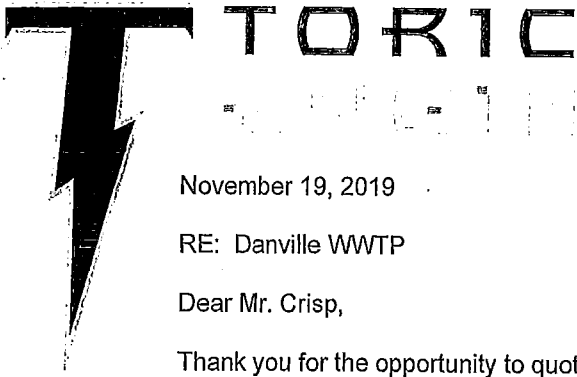 TORIC
November 19, 2019
RE: Danville WWTP
Dear Mr. Crisp,
Thank you for the opportunity to quot